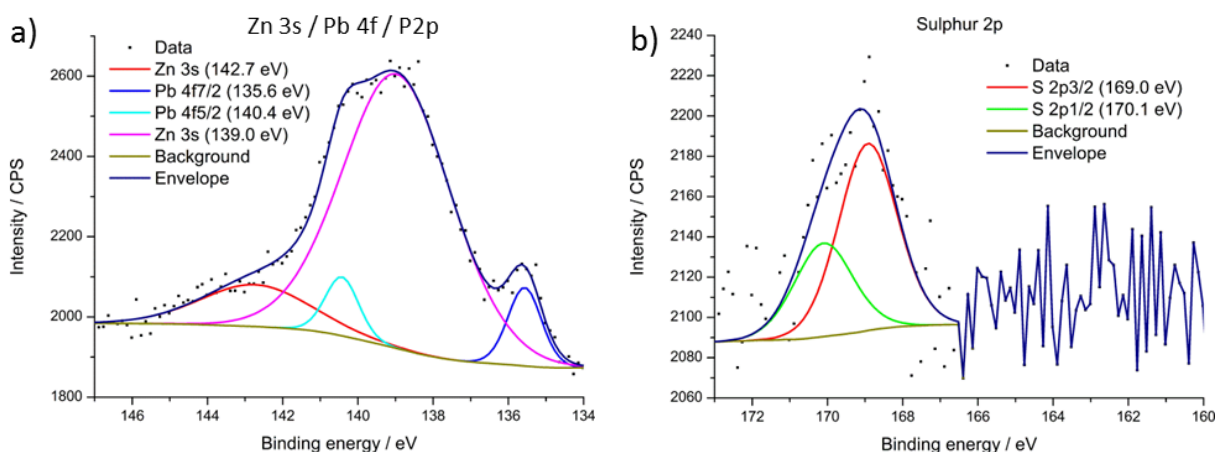 a)
Zn 3s / Pb 4f / P2p
Data
Zn 3s (142.7 eV)
Pb 4f7/2 (135.6 eV)
Pb 4f5/2 (140.4 eV)
Zn 3s (139.0 eV)
Background
Envelope
Intensity / CPS
2600
2400
2200
2000
1800
146
144
142
140
138
136
134
Binding energy / eV
b)
Sulphur 2p
Data
S 2p3/2 (169.0 eV)
S 2p1/2 (170.1 eV)
Background
Envelope
Intensity / CPS
2240
2220
2200
2180
2160
2140
2120
2100
2080
2060
172
170
168
166
164
162
160
Binding energy / eV